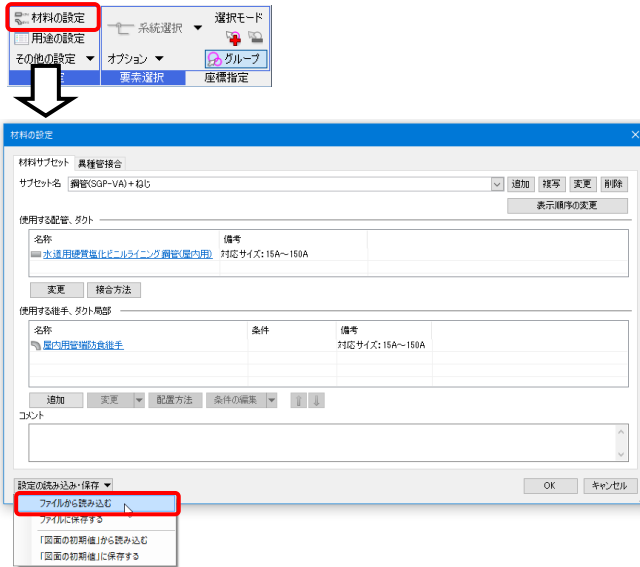 材料の設定
用途の設定
その他の設定 ▼
定
系統選択 ▼
オプション ▼
要素選択
選択モード
グループ
座標指定
材料の設定
材料サブセット 異種管接合
サブセット名 鋼管(SGP-VA)+ねじ 追加 複写 変更 削除
表示順序の変更
使用する配管、ダクト
名称 備考
水道用硬質塩化ビニルライニング鋼管(屋内用) 対応サイズ:15A～150A
変更 接合方法
使用する継手、ダクト局部
名称 条件 備考
屋内用管端防食継手 対応サイズ:15A～150A
追加 変更 ▼ 配置方法 条件の編集 ▼ ⇧ ⇩
コメント
設定の読み込み・保存 ▼ OK キャンセル
ファイルから読み込む
ファイルに保存する
「図面の初期値」から読み込む
「図面の初期値」に保存する